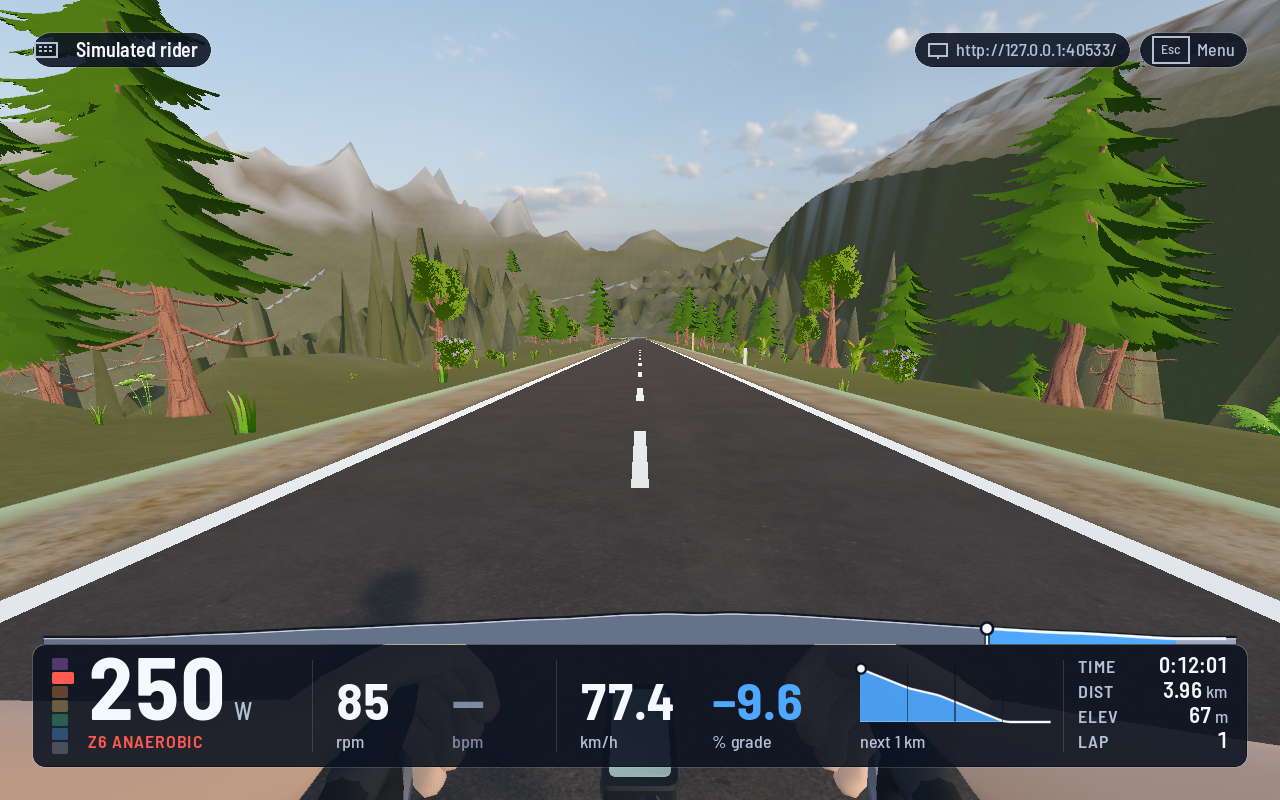 Simulated rider
http://127.0.0.1:40533/
Esc Menu
250 W
Z6 ANAEROBIC
85
rpm
—
bpm
77.4
km/h
−9.6
% grade
next 1 km
TIME 0:12:01
DIST 3.96 km
ELEV 67 m
LAP 1